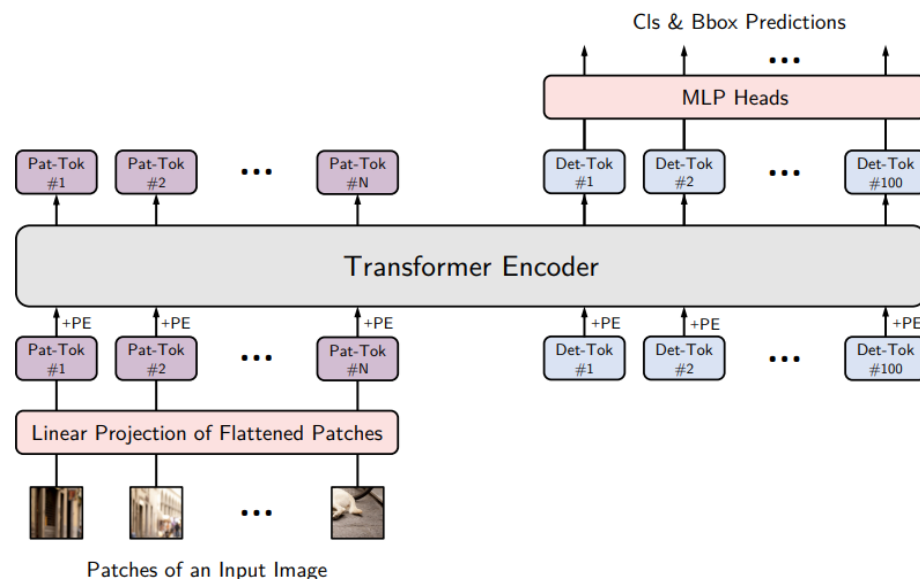 Cls & Bbox Predictions
•••
MLP Heads
Pat-Tok #1 Pat-Tok #2 ••• Pat-Tok #N Det-Tok #1 Det-Tok #2 ••• Det-Tok #100
Transformer Encoder
+PE +PE +PE +PE +PE +PE
Pat-Tok #1 Pat-Tok #2 ••• Pat-Tok #N Det-Tok #1 Det-Tok #2 ••• Det-Tok #100
Linear Projection of Flattened Patches
•••
Patches of an Input Image